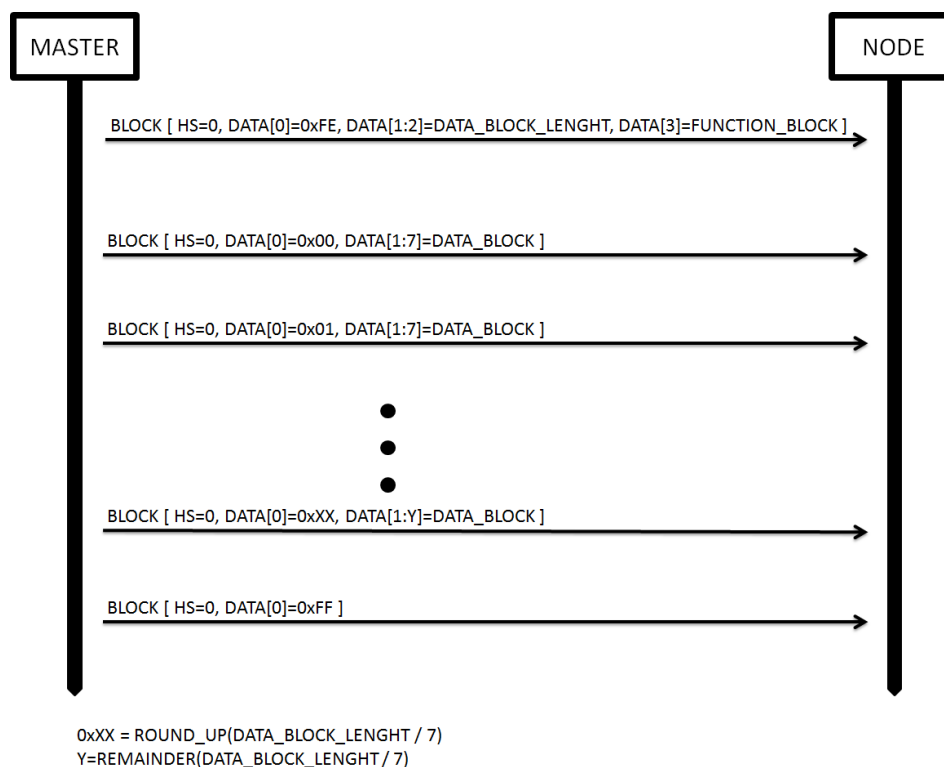 MASTER
NODE
BLOCK [ HS=0, DATA[0]=0xFE, DATA[1:2]=DATA_BLOCK_LENGHT, DATA[3]=FUNCTION_BLOCK ]
BLOCK [ HS=0, DATA[0]=0x00, DATA[1:7]=DATA_BLOCK ]
BLOCK [ HS=0, DATA[0]=0x01, DATA[1:7]=DATA_BLOCK ]
BLOCK [ HS=0, DATA[0]=0xXX, DATA[1:Y]=DATA_BLOCK ]
BLOCK [ HS=0, DATA[0]=0xFF ]
0xXX = ROUND_UP(DATA_BLOCK_LENGHT / 7)
Y=REMAINDER(DATA_BLOCK_LENGHT / 7)